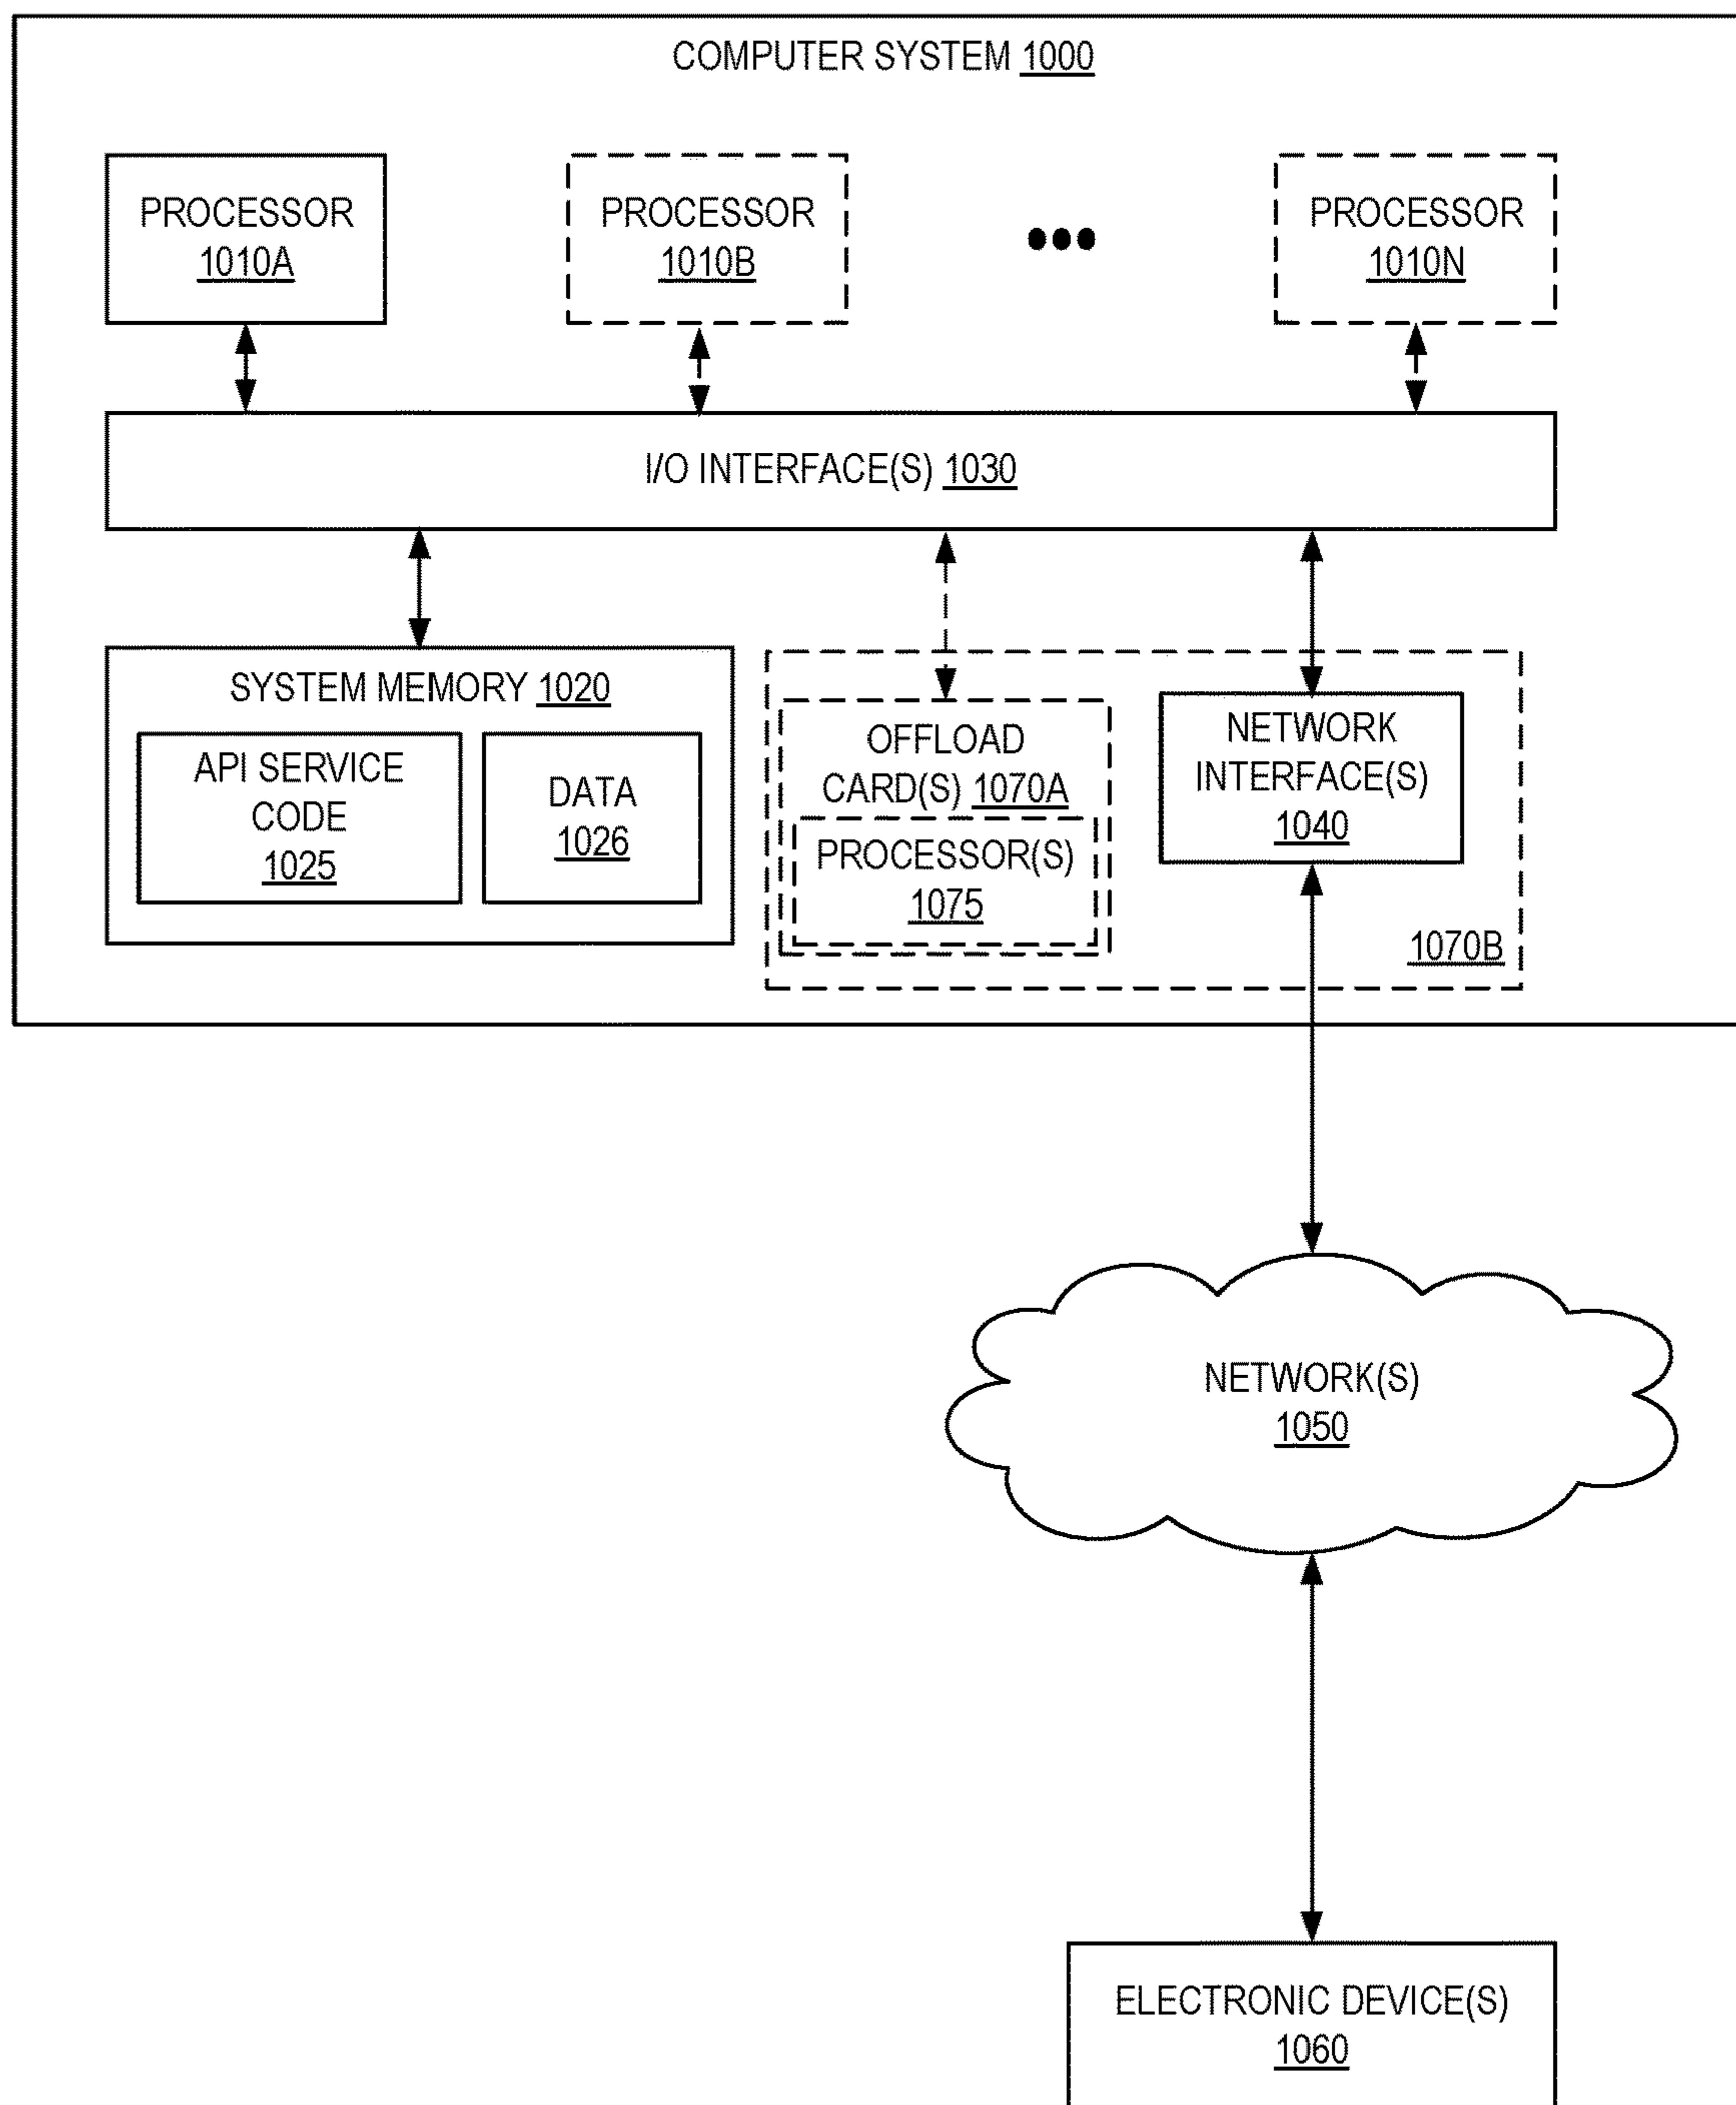 COMPUTER SYSTEM 1000
PROCESSOR
1010A
PROCESSOR
1010B
PROCESSOR
1010N
I/O INTERFACE(S) 1030
SYSTEM MEMORY 1020
API SERVICE
CODE
1025
DATA
1026
OFFLOAD
CARD(S) 1070A
PROCESSOR(S)
1075
NETWORK
INTERFACE(S)
1040
1070B
NETWORK(S)
1050
ELECTRONIC DEVICE(S)
1060